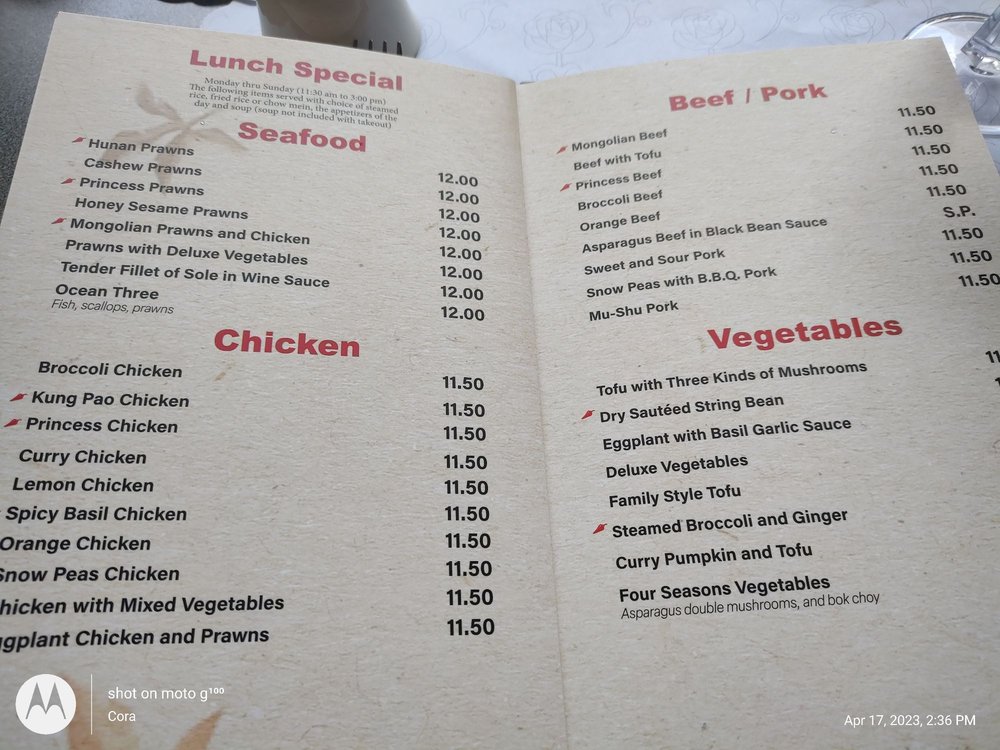 Lunch Special
Monday thru Sunday (11:30 am to 3:00 pm)
The following items served with choice of steamed
rice, fried rice or chow mein, the appetizers of the
day and soup (soup not included with takeout)
Seafood
Hunan Prawns 12.00
Cashew Prawns 12.00
Princess Prawns 12.00
Honey Sesame Prawns 12.00
Mongolian Prawns and Chicken 12.00
Prawns with Deluxe Vegetables 12.00
Tender Fillet of Sole in Wine Sauce 12.00
Ocean Three 12.00
Fish, scallops, prawns
Chicken
Broccoli Chicken 11.50
Kung Pao Chicken 11.50
Princess Chicken 11.50
Curry Chicken 11.50
Lemon Chicken 11.50
Spicy Basil Chicken 11.50
Orange Chicken 11.50
Snow Peas Chicken 11.50
hicken with Mixed Vegetables 11.50
ggplant Chicken and Prawns 11.50
Beef / Pork
Mongolian Beef 11.50
Beef with Tofu 11.50
Princess Beef 11.50
Broccoli Beef 11.50
Orange Beef 11.50
Asparagus Beef in Black Bean Sauce S.P.
Sweet and Sour Pork 11.50
Snow Peas with B.B.Q. Pork 11.50
Mu-Shu Pork 11.50
Vegetables
Tofu with Three Kinds of Mushrooms 11
Dry Sautéed String Bean
Eggplant with Basil Garlic Sauce
Deluxe Vegetables
Family Style Tofu
Steamed Broccoli and Ginger
Curry Pumpkin and Tofu
Four Seasons Vegetables
Asparagus double mushrooms, and bok choy
shot on moto g¹⁰⁰
Cora
Apr 17, 2023, 2:36 PM